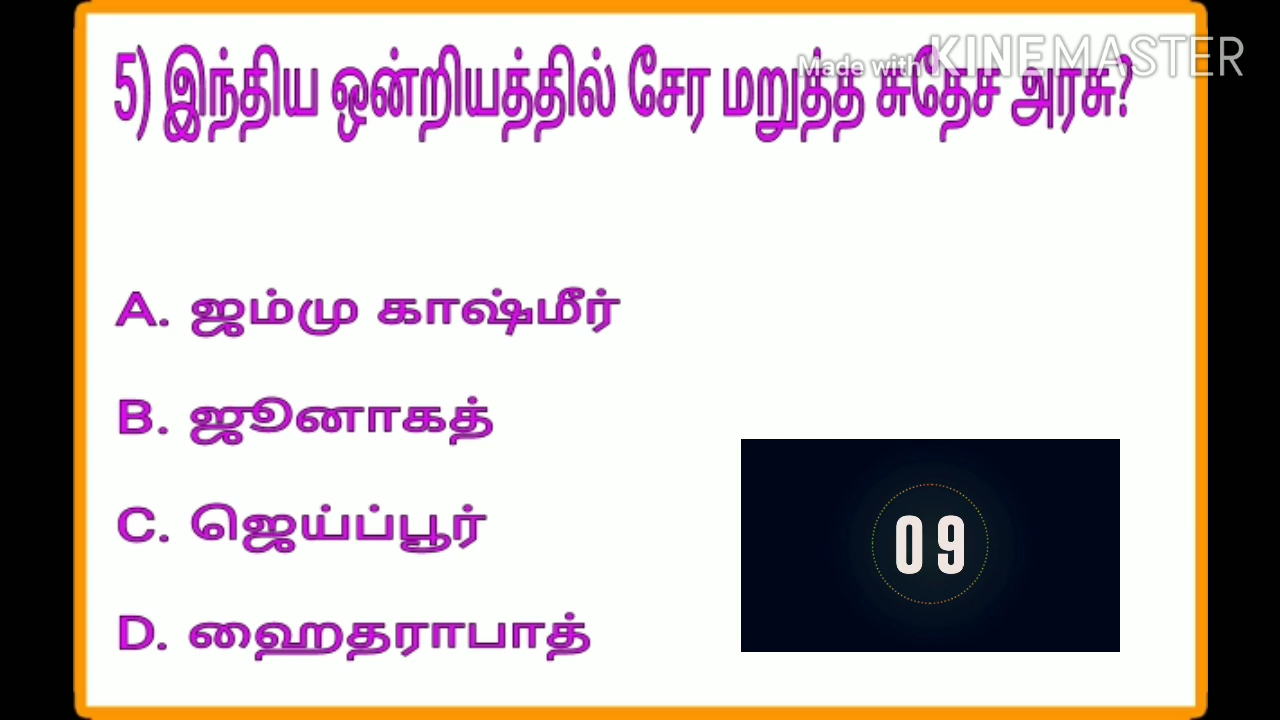 5) இந்திய ஒன்றியத்தில் சேர மறுத்த சுதேச அரசு?
Made with KINEMASTER
A. ஜம்மு காஷ்மீர்
B. ஜூனாகத்
C. ஜெய்ப்பூர்
D. ஹைதராபாத்
09